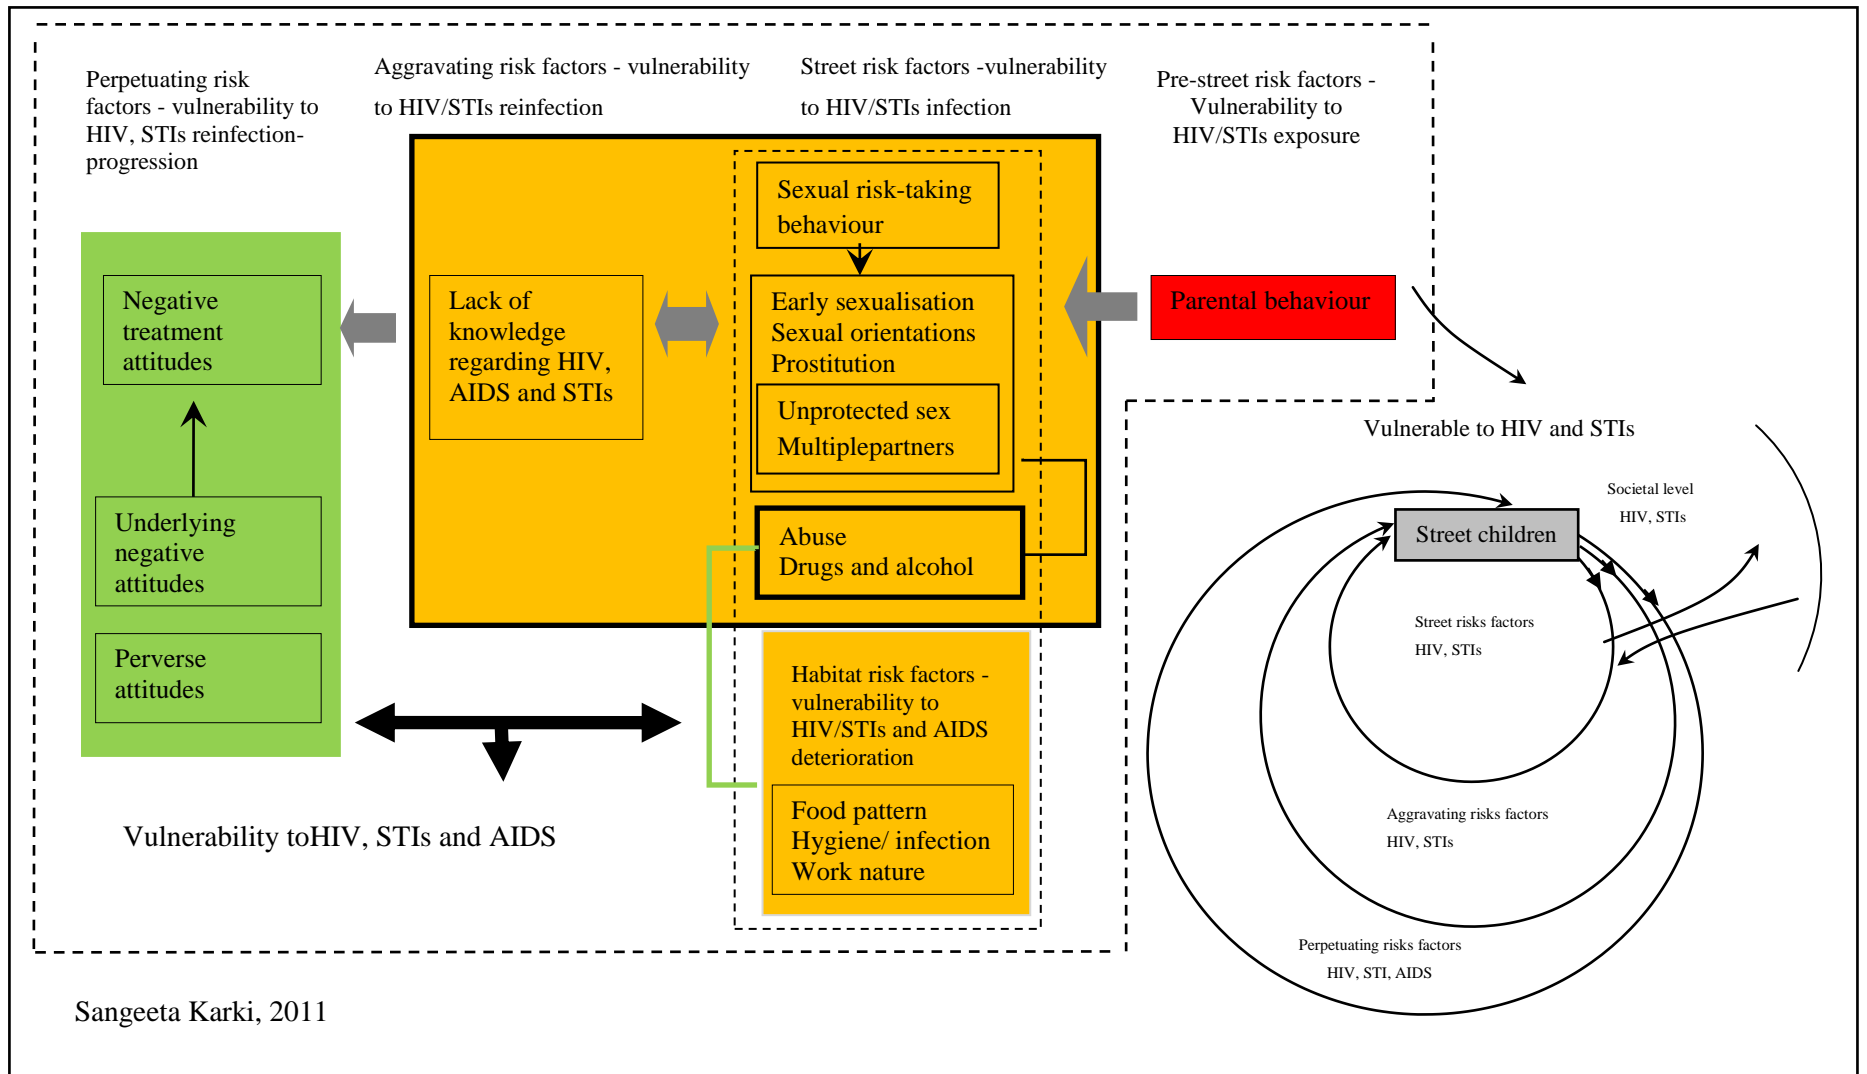 Perpetuating risk
factors - vulnerability to
HIV, STIs reinfection-
progression
Aggravating risk factors - vulnerability
to HIV/STIs reinfection
Street risk factors -vulnerability
to HIV/STIs infection
Pre-street risk factors -
Vulnerability to
HIV/STIs exposure
Negative
treatment
attitudes
Underlying
negative
attitudes
Perverse
attitudes
Lack of
knowledge
regarding HIV,
AIDS and STIs
Sexual risk-taking
behaviour
Early sexualisation
Sexual orientations
Prostitution
Unprotected sex
Multiplepartners
Abuse
Drugs and alcohol
Habitat risk factors -
vulnerability to
HIV/STIs and AIDS
deterioration
Food pattern
Hygiene/ infection
Work nature
Parental behaviour
Vulnerability toHIV, STIs and AIDS
Vulnerable to HIV and STIs
Societal level
HIV, STIs
Street children
Street risks factors
HIV, STIs
Aggravating risks factors
HIV, STIs
Perpetuating risks factors
HIV, STI, AIDS
Sangeeta Karki, 2011